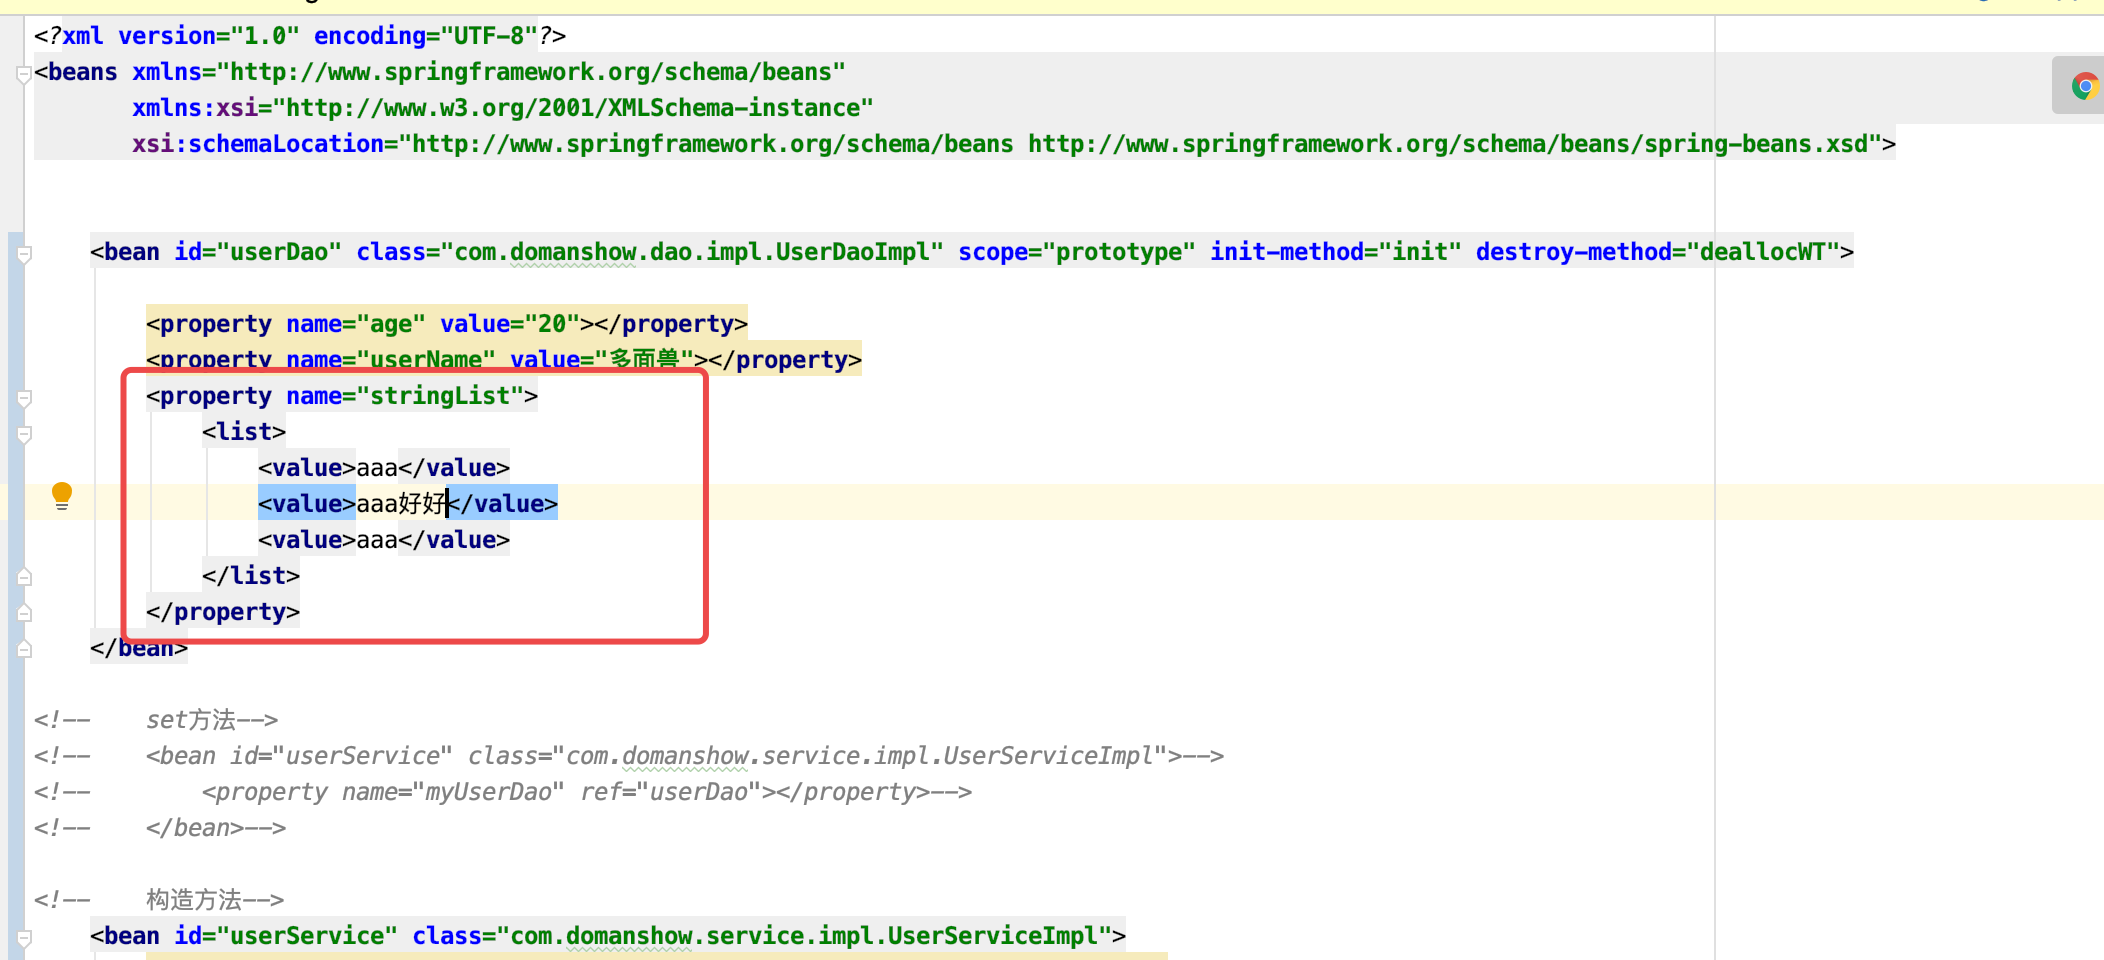 <?xml version="1.0" encoding="UTF-8"?>
<beans xmlns="http://www.springframework.org/schema/beans"
xmlns:xsi="http://www.w3.org/2001/XMLSchema-instance"
xsi:schemaLocation="http://www.springframework.org/schema/beans http://www.springframework.org/schema/beans/spring-beans.xsd">
<bean id="userDao" class="com.domanshow.dao.impl.UserDaoImpl" scope="prototype" init-method="init" destroy-method="deallocWT">
<property name="age" value="20"></property>
<property name="userName" value="多面兽"></property>
<property name="stringList">
<list>
<value>aaa</value>
<value>aaa好好</value>
<value>aaa</value>
</list>
</property>
</bean>
<!-- set方法-->
<!-- <bean id="userService" class="com.domanshow.service.impl.UserServiceImpl">-->
<!-- <property name="myUserDao" ref="userDao"></property>-->
<!-- </bean>-->
<!-- 构造方法-->
<bean id="userService" class="com.domanshow.service.impl.UserServiceImpl">